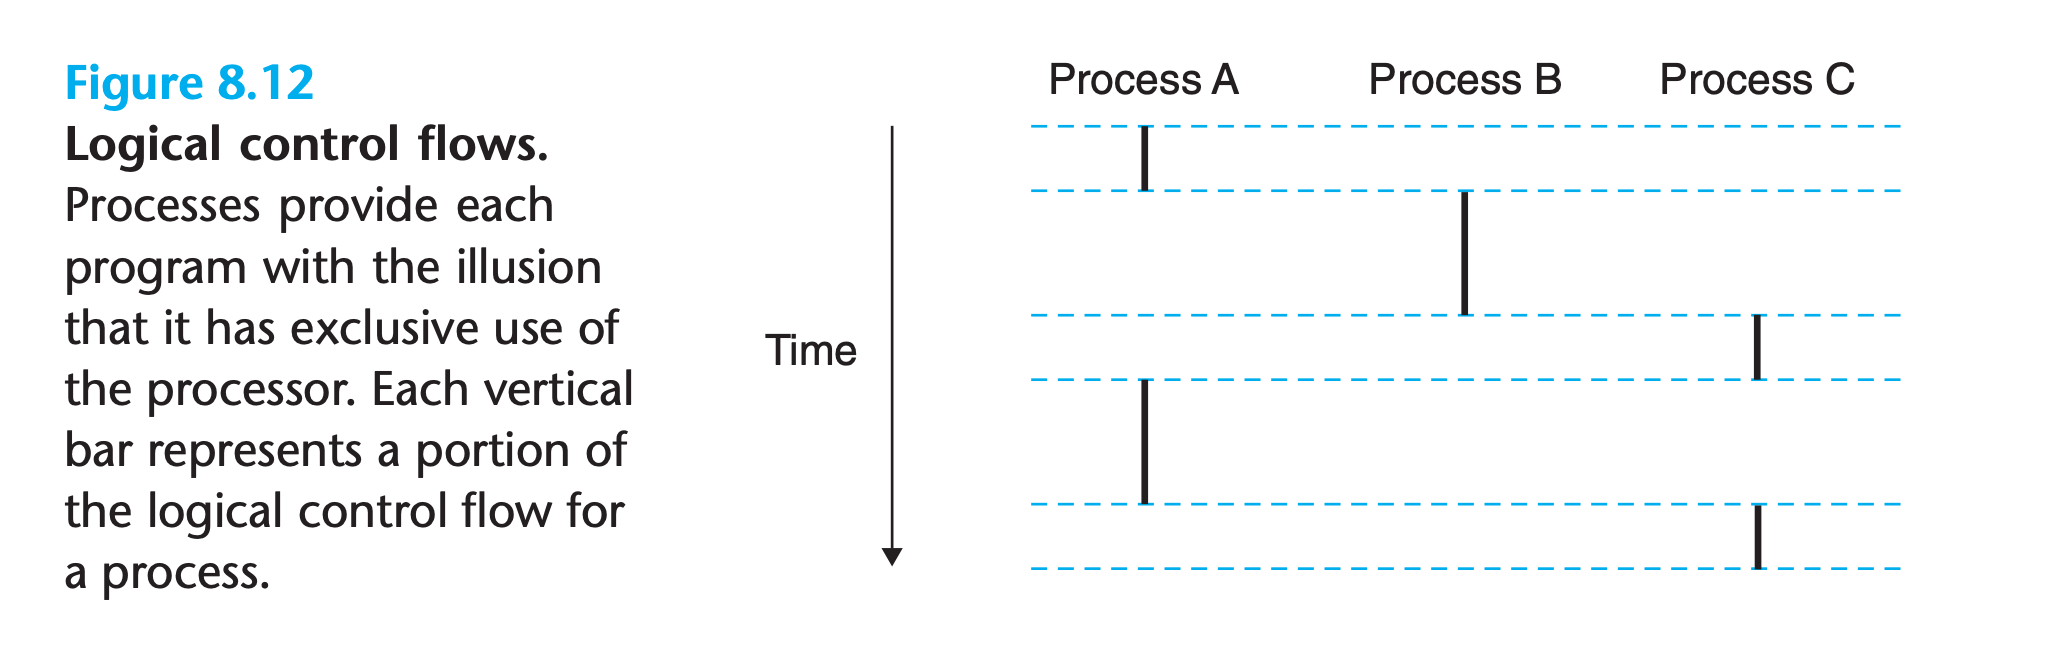 Figure 8.12
Logical control flows.
Processes provide each
program with the illusion
that it has exclusive use of
the processor. Each vertical
bar represents a portion of
the logical control flow for
a process.
Process A Process B Process C
Time